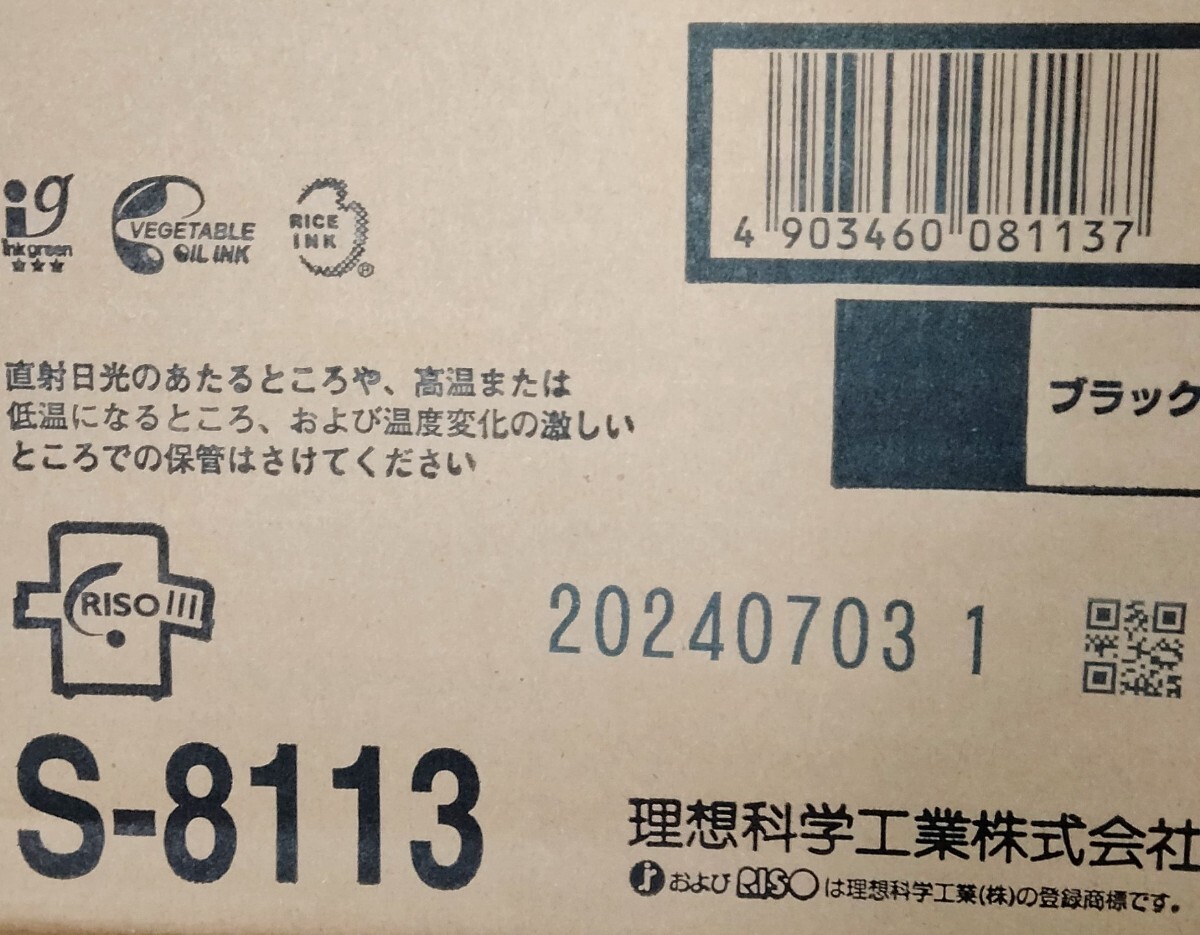 4 903460 081137
ig
Inkgreen
★★★
VEGETABLE
OIL INK
RICE
INK
®
直射日光のあたるところや、高温または
低温になるところ、および温度変化の激しい
ところでの保管はさけてください
ブラック
RISO
20240703 1
S-8113
理想科学工業株式会社
j および RISO は理想科学工業(株)の登録商標です。